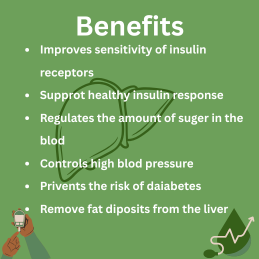 Benefits
• Improves sensitivity of insulin
receptors
• Supprot healthy insulin response
• Regulates the amount of suger in the
blod
• Controls high blod pressure
• Privents the risk of daiabetes
• Remove fat diposits from the liver